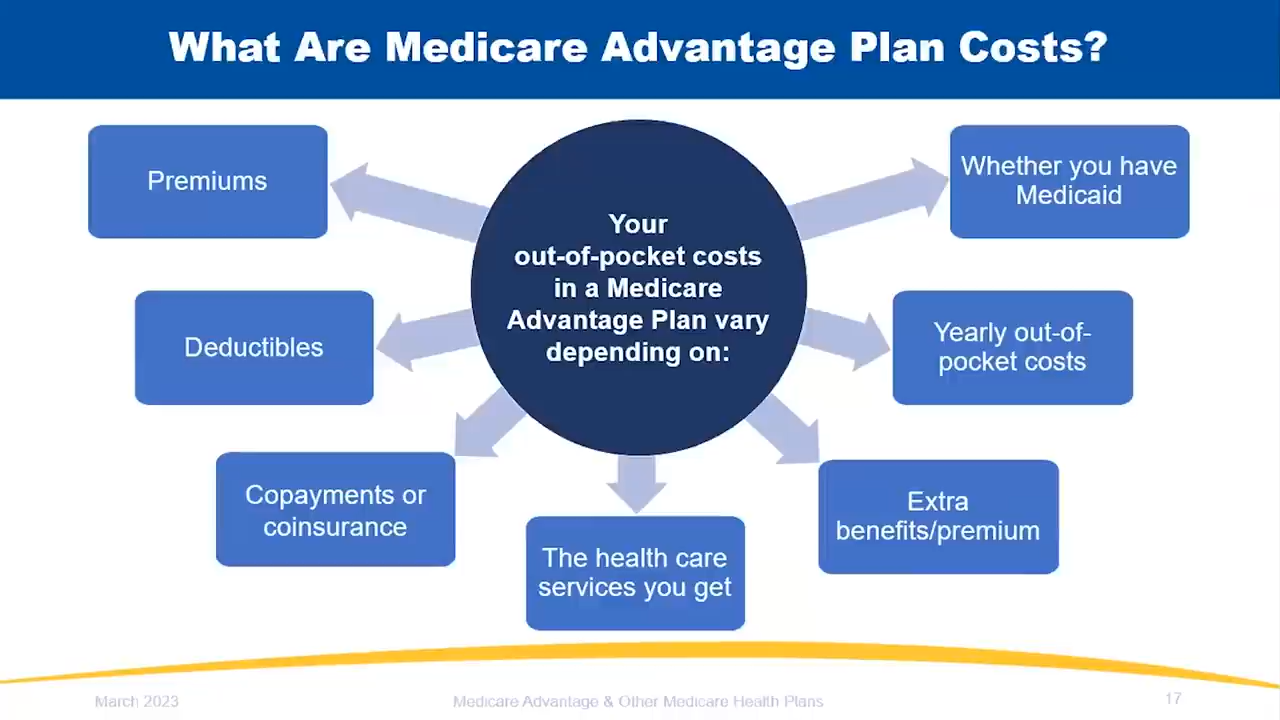 What Are Medicare Advantage Plan Costs?
Your
out-of-pocket costs
in a Medicare
Advantage Plan vary
depending on:
Premiums
Deductibles
Copayments or
coinsurance
The health care
services you get
Extra
benefits/premium
Yearly out-of-
pocket costs
Whether you have
Medicaid
March 2023
Medicare Advantage & Other Medicare Health Plans
17